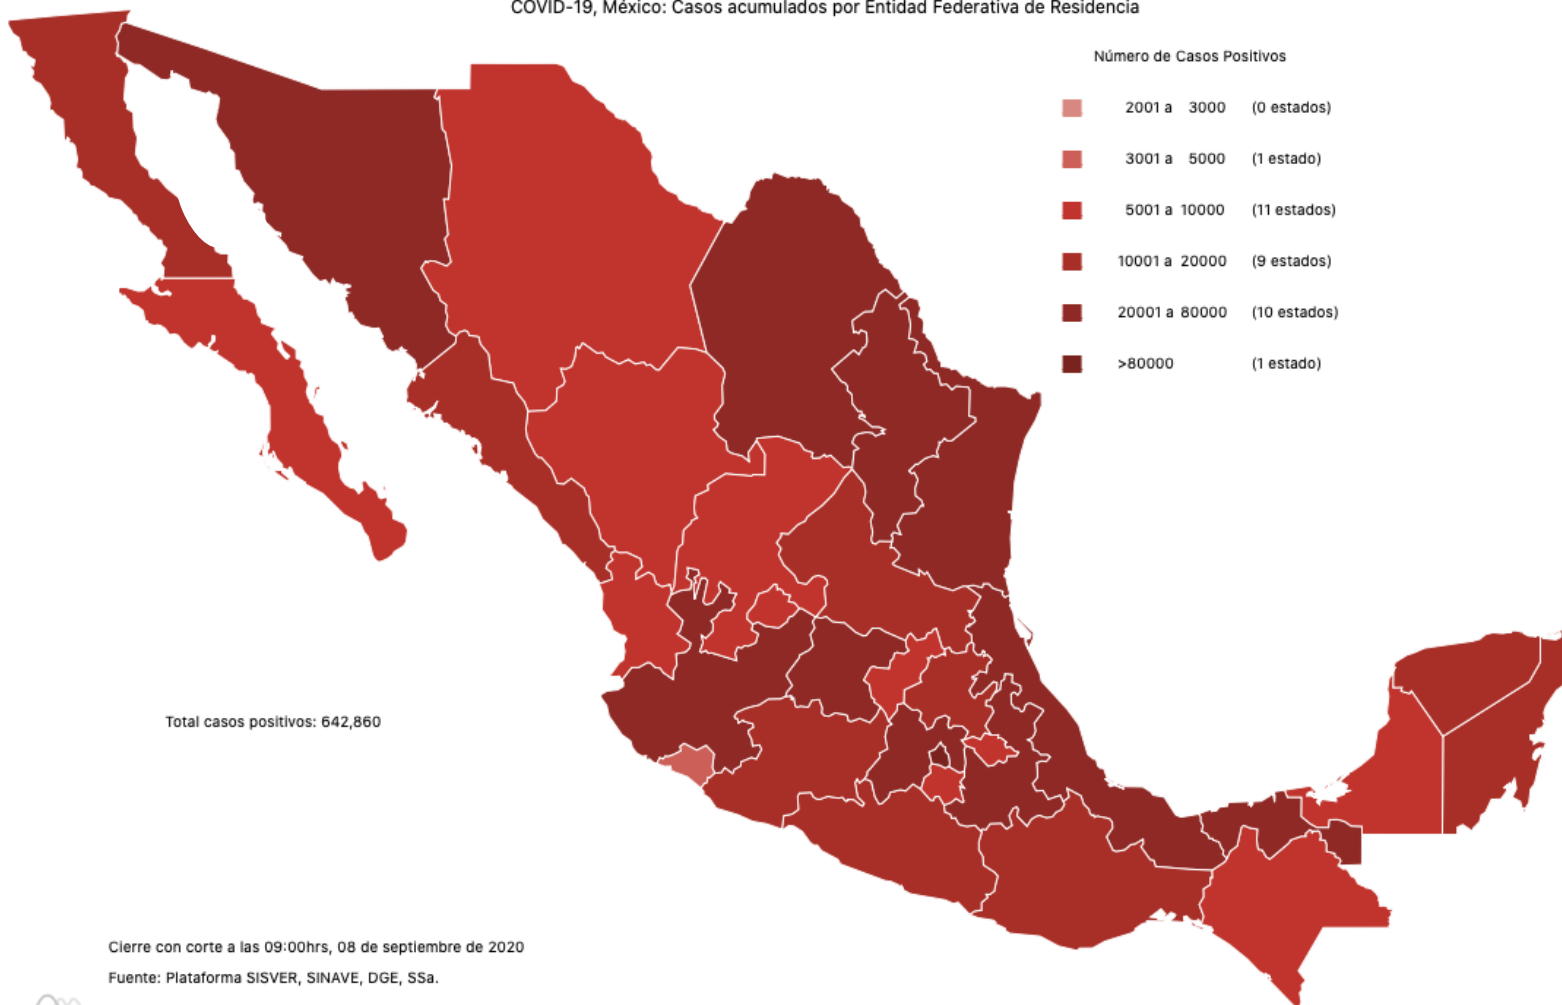 COVID-19, México: Casos acumulados por Entidad Federativa de Residencia
Número de Casos Positivos
2001 a 3000 (0 estados)
3001 a 5000 (1 estado)
5001 a 10000 (11 estados)
10001 a 20000 (9 estados)
20001 a 80000 (10 estados)
>80000 (1 estado)
Total casos positivos: 642,860
Cierre con corte a las 09:00hrs, 08 de septiembre de 2020
Fuente: Plataforma SISVER, SINAVE, DGE, SSa.